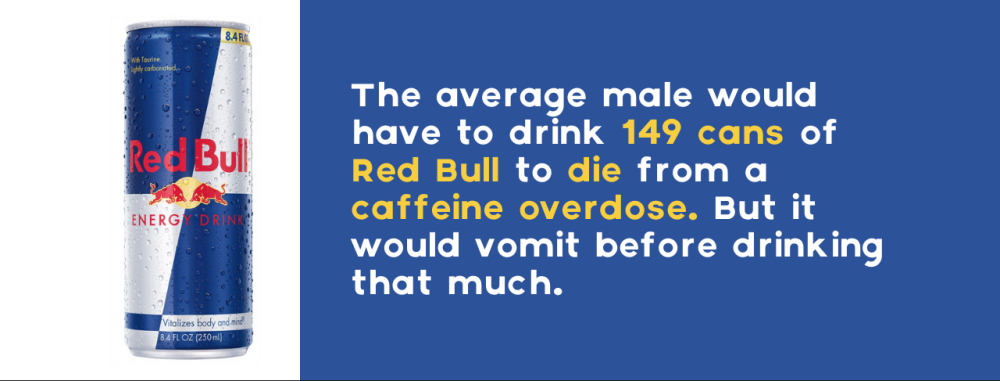 8.4 FL
With Taurine.
Lightly carbonated.
Red Bull
ENERGY DRINK
Vitalizes body and mind®
8.4 FL OZ (250 ml)
The average male would
have to drink 149 cans of
Red Bull to die from a
caffeine overdose. But it
would vomit before drinking
that much.